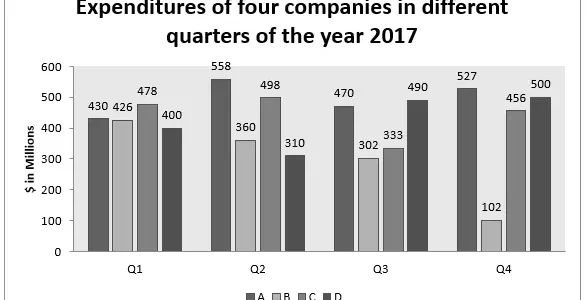 Expenditures of four companies in different
quarters of the year 2017
600
500
400
300
200
100
0
$ in Millions
430 426 478 400
558 360 498 310
470 302 333 490
527 102 456 500
Q1 Q2 Q3 Q4
A B C D